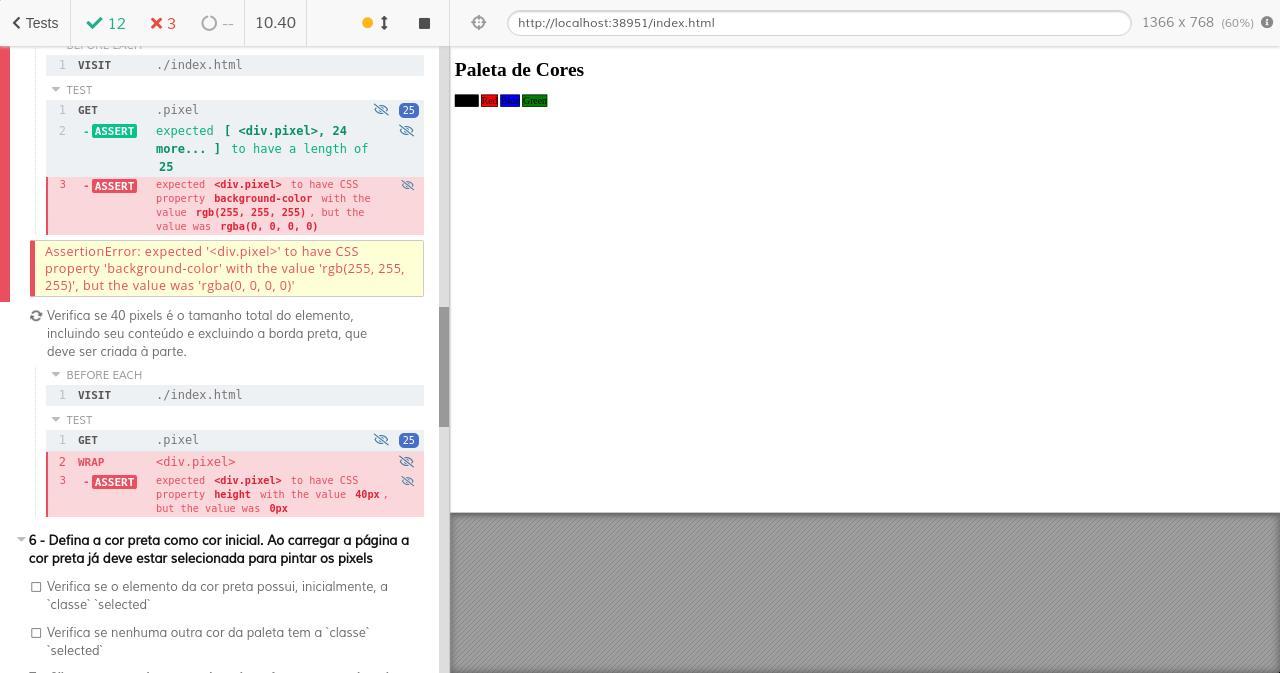 Tests
12
3
--
10.40
http://localhost:38951/index.html
1366 x 768 (60%)
BEFORE EACH
1 VISIT ./index.html
TEST
1 GET .pixel 25
2 -ASSERT expected [ <div.pixel>, 24
more... ] to have a length of
25
3 -ASSERT expected <div.pixel> to have CSS
property background-color with the
value rgb(255, 255, 255), but the
value was rgba(0, 0, 0, 0)
AssertionError: expected '<div.pixel>' to have CSS
property 'background-color' with the value 'rgb(255, 255,
255)', but the value was 'rgba(0, 0, 0, 0)'
Verifica se 40 pixels é o tamanho total do elemento,
incluindo seu conteúdo e excluindo a borda preta, que
deve ser criada à parte.
BEFORE EACH
1 VISIT ./index.html
TEST
1 GET .pixel 25
2 WRAP <div.pixel>
3 -ASSERT expected <div.pixel> to have CSS
property height with the value 40px,
but the value was 0px
6 - Defina a cor preta como cor inicial. Ao carregar a página a
cor preta já deve estar selecionada para pintar os pixels
Verifica se o elemento da cor preta possui, inicialmente, a
`classe` `selected`
Verifica se nenhuma outra cor da paleta tem a `classe`
`selected`
Paleta de Cores
Red Blue Green